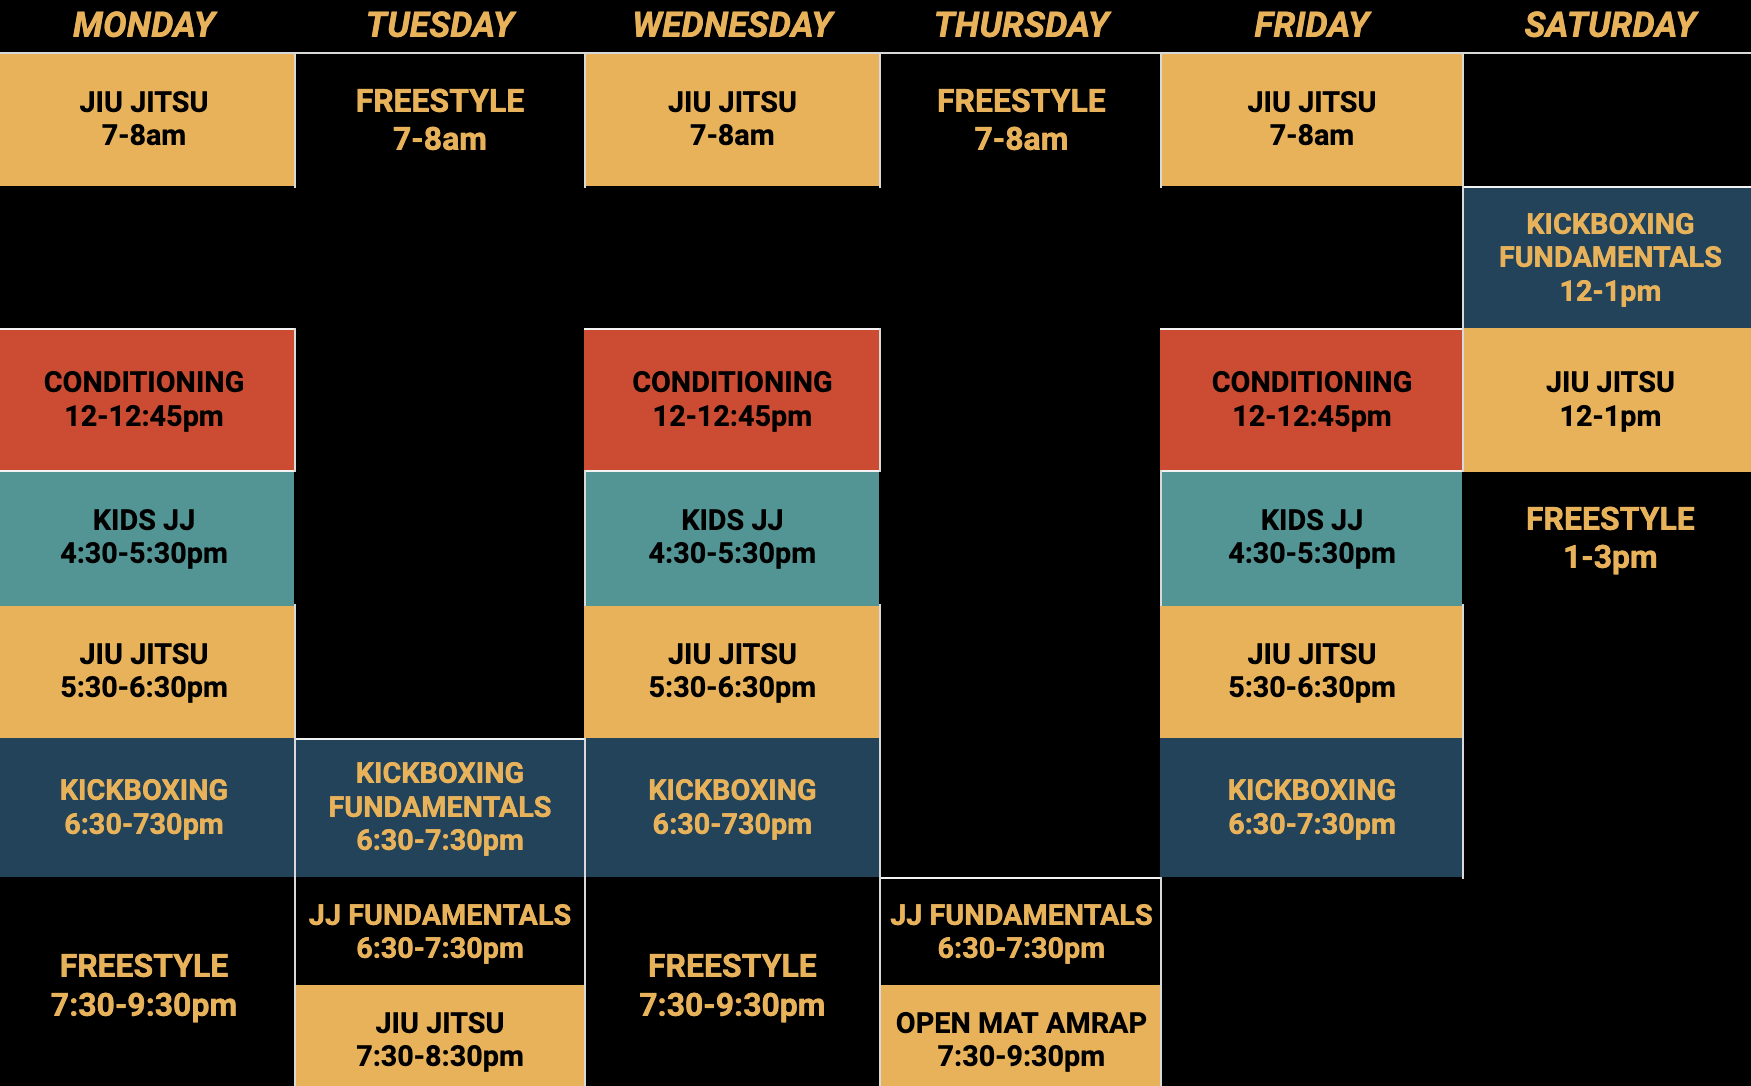 MONDAY TUESDAY WEDNESDAY THURSDAY FRIDAY SATURDAY
JIU JITSU
7-8am
FREESTYLE
7-8am
JIU JITSU
7-8am
FREESTYLE
7-8am
JIU JITSU
7-8am
KICKBOXING
FUNDAMENTALS
12-1pm
CONDITIONING
12-12:45pm
CONDITIONING
12-12:45pm
CONDITIONING
12-12:45pm
JIU JITSU
12-1pm
KIDS JJ
4:30-5:30pm
KIDS JJ
4:30-5:30pm
KIDS JJ
4:30-5:30pm
FREESTYLE
1-3pm
JIU JITSU
5:30-6:30pm
JIU JITSU
5:30-6:30pm
JIU JITSU
5:30-6:30pm
KICKBOXING
6:30-730pm
KICKBOXING
FUNDAMENTALS
6:30-7:30pm
KICKBOXING
6:30-730pm
KICKBOXING
6:30-7:30pm
FREESTYLE
7:30-9:30pm
JJ FUNDAMENTALS
6:30-7:30pm
JIU JITSU
7:30-8:30pm
FREESTYLE
7:30-9:30pm
JJ FUNDAMENTALS
6:30-7:30pm
OPEN MAT AMRAP
7:30-9:30pm